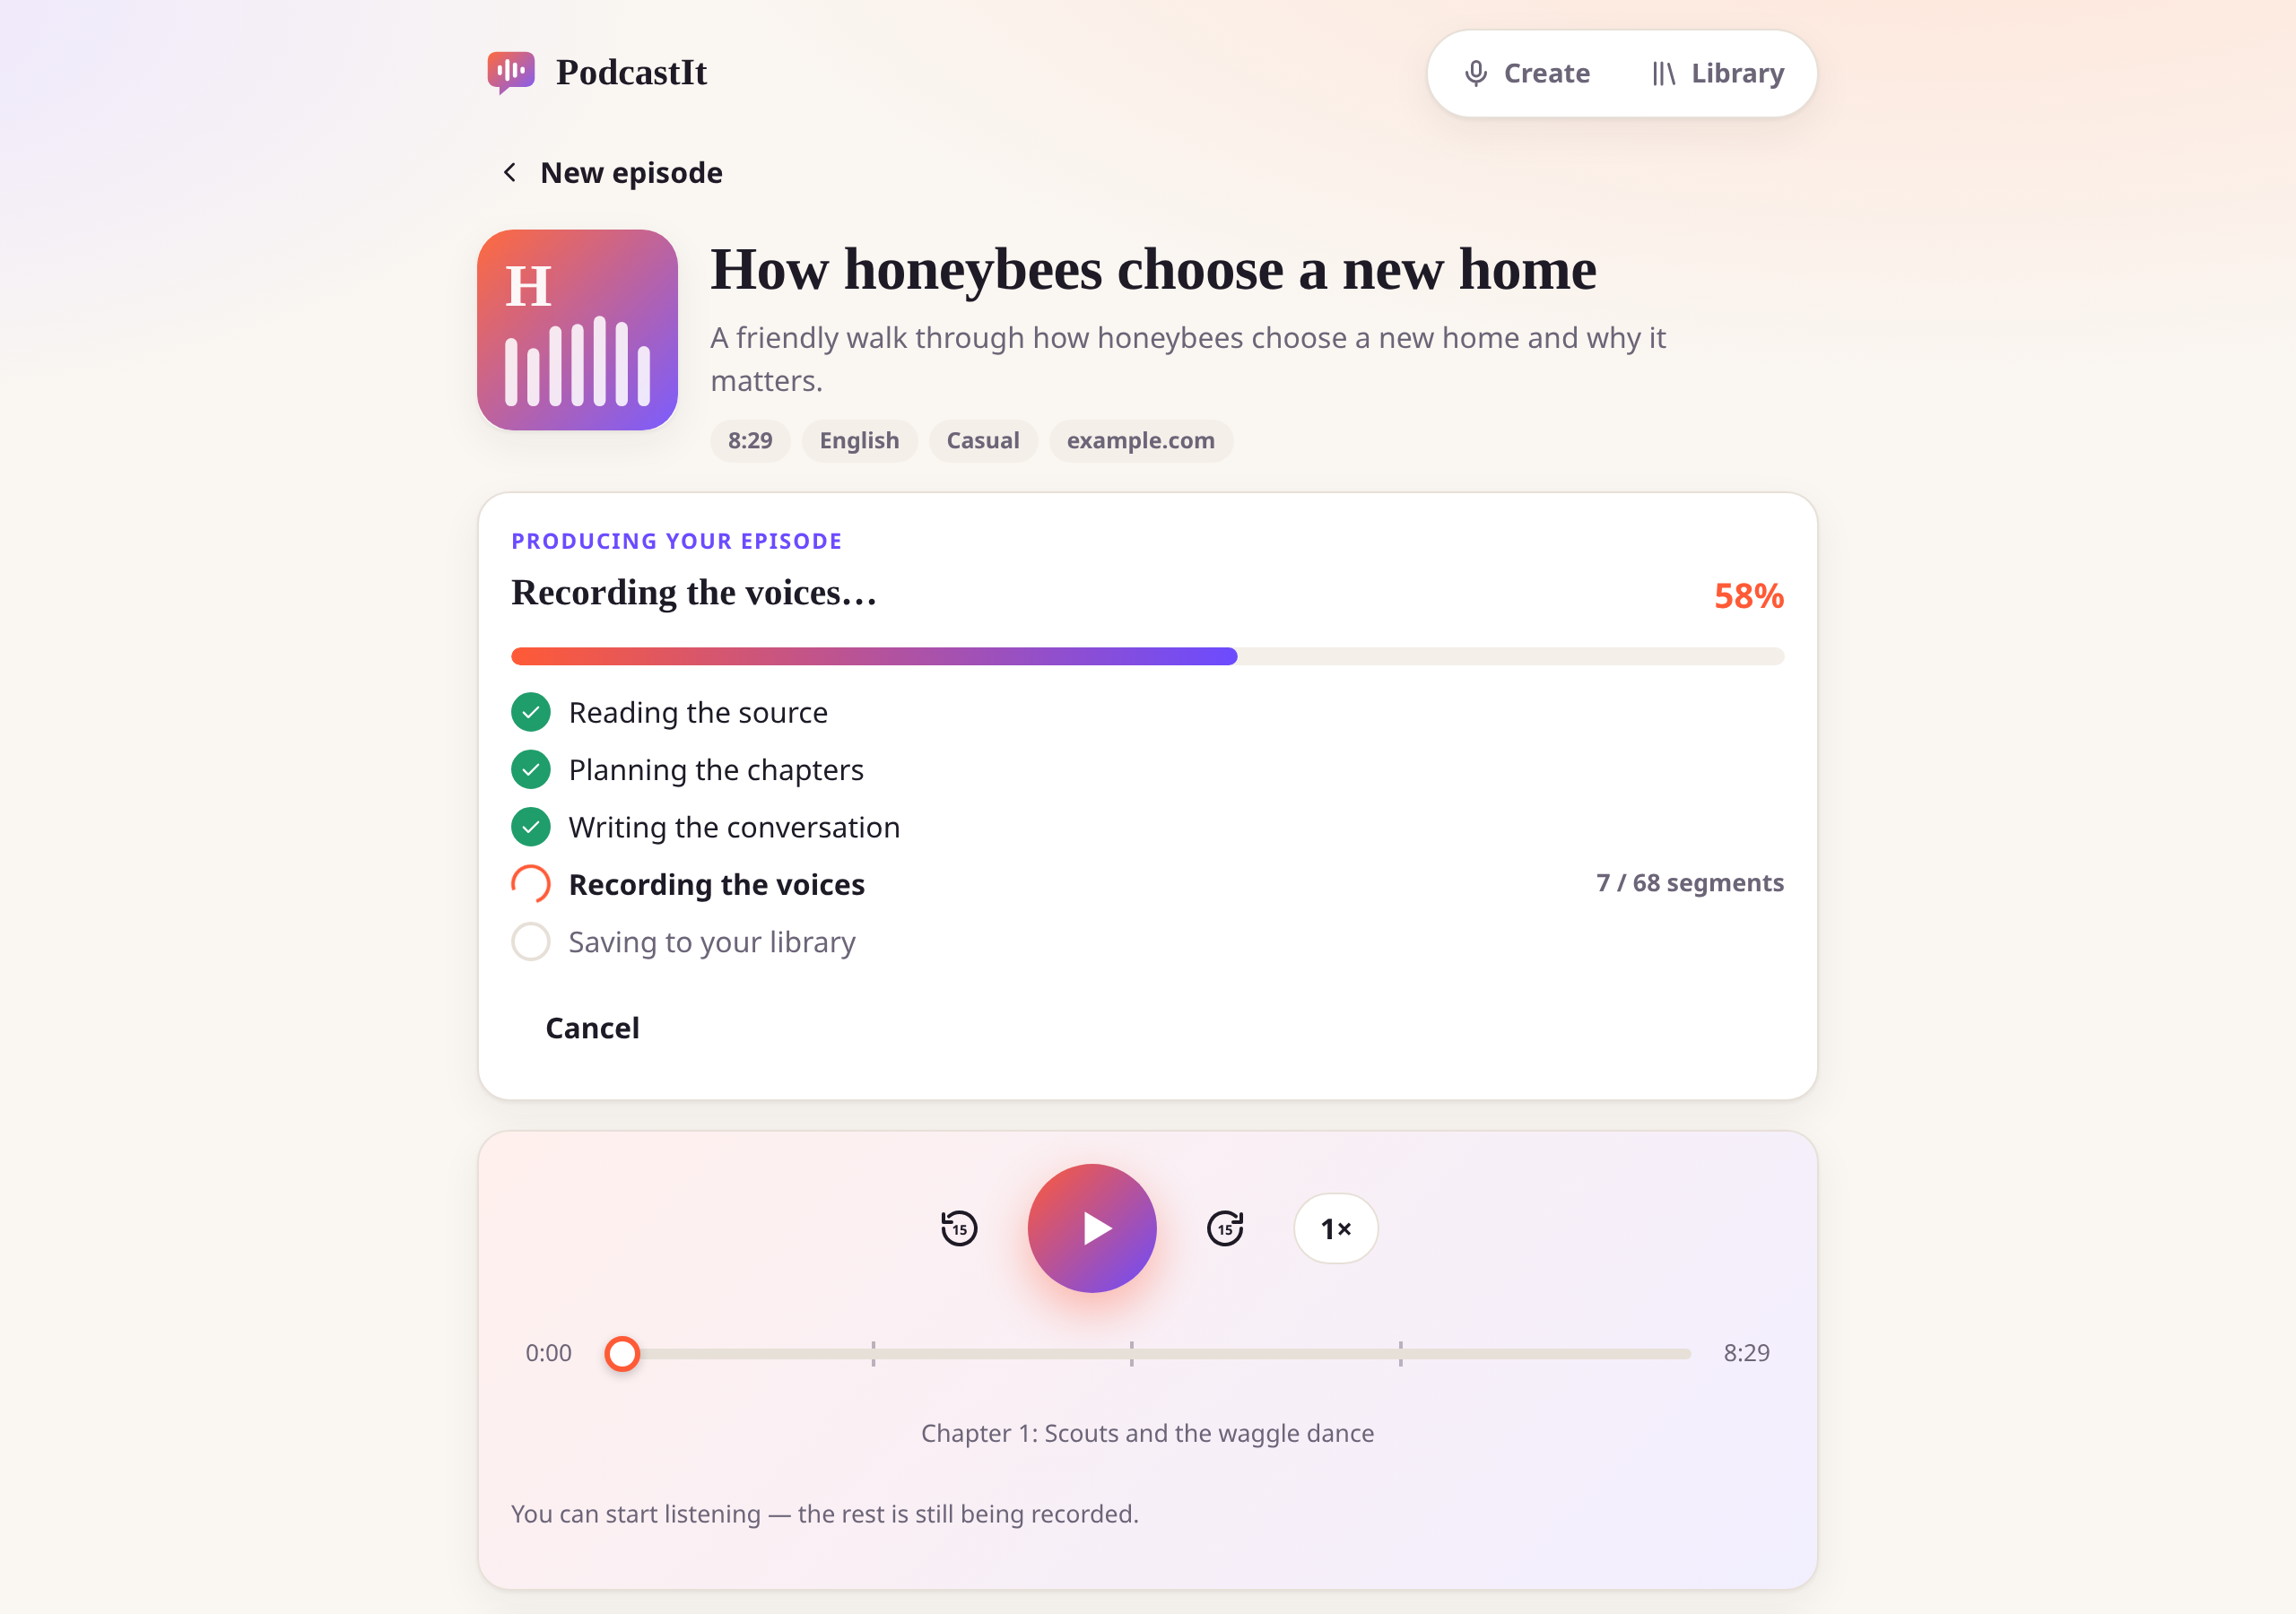 PodcastIt
Create
Library
New episode
H
How honeybees choose a new home
A friendly walk through how honeybees choose a new home and why it
matters.
8:29
English
Casual
example.com
PRODUCING YOUR EPISODE
Recording the voices…
58%
Reading the source
Planning the chapters
Writing the conversation
Recording the voices
7 / 68 segments
Saving to your library
Cancel
15
15
1×
0:00
8:29
Chapter 1: Scouts and the waggle dance
You can start listening — the rest is still being recorded.